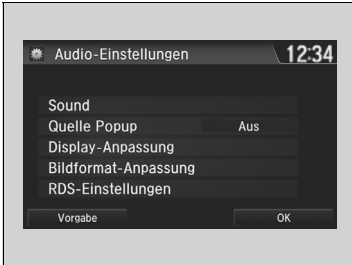 Audio-Einstellungen 12:34
Sound
Quelle Popup Aus
Display-Anpassung
Bildformat-Anpassung
RDS-Einstellungen
Vorgabe OK